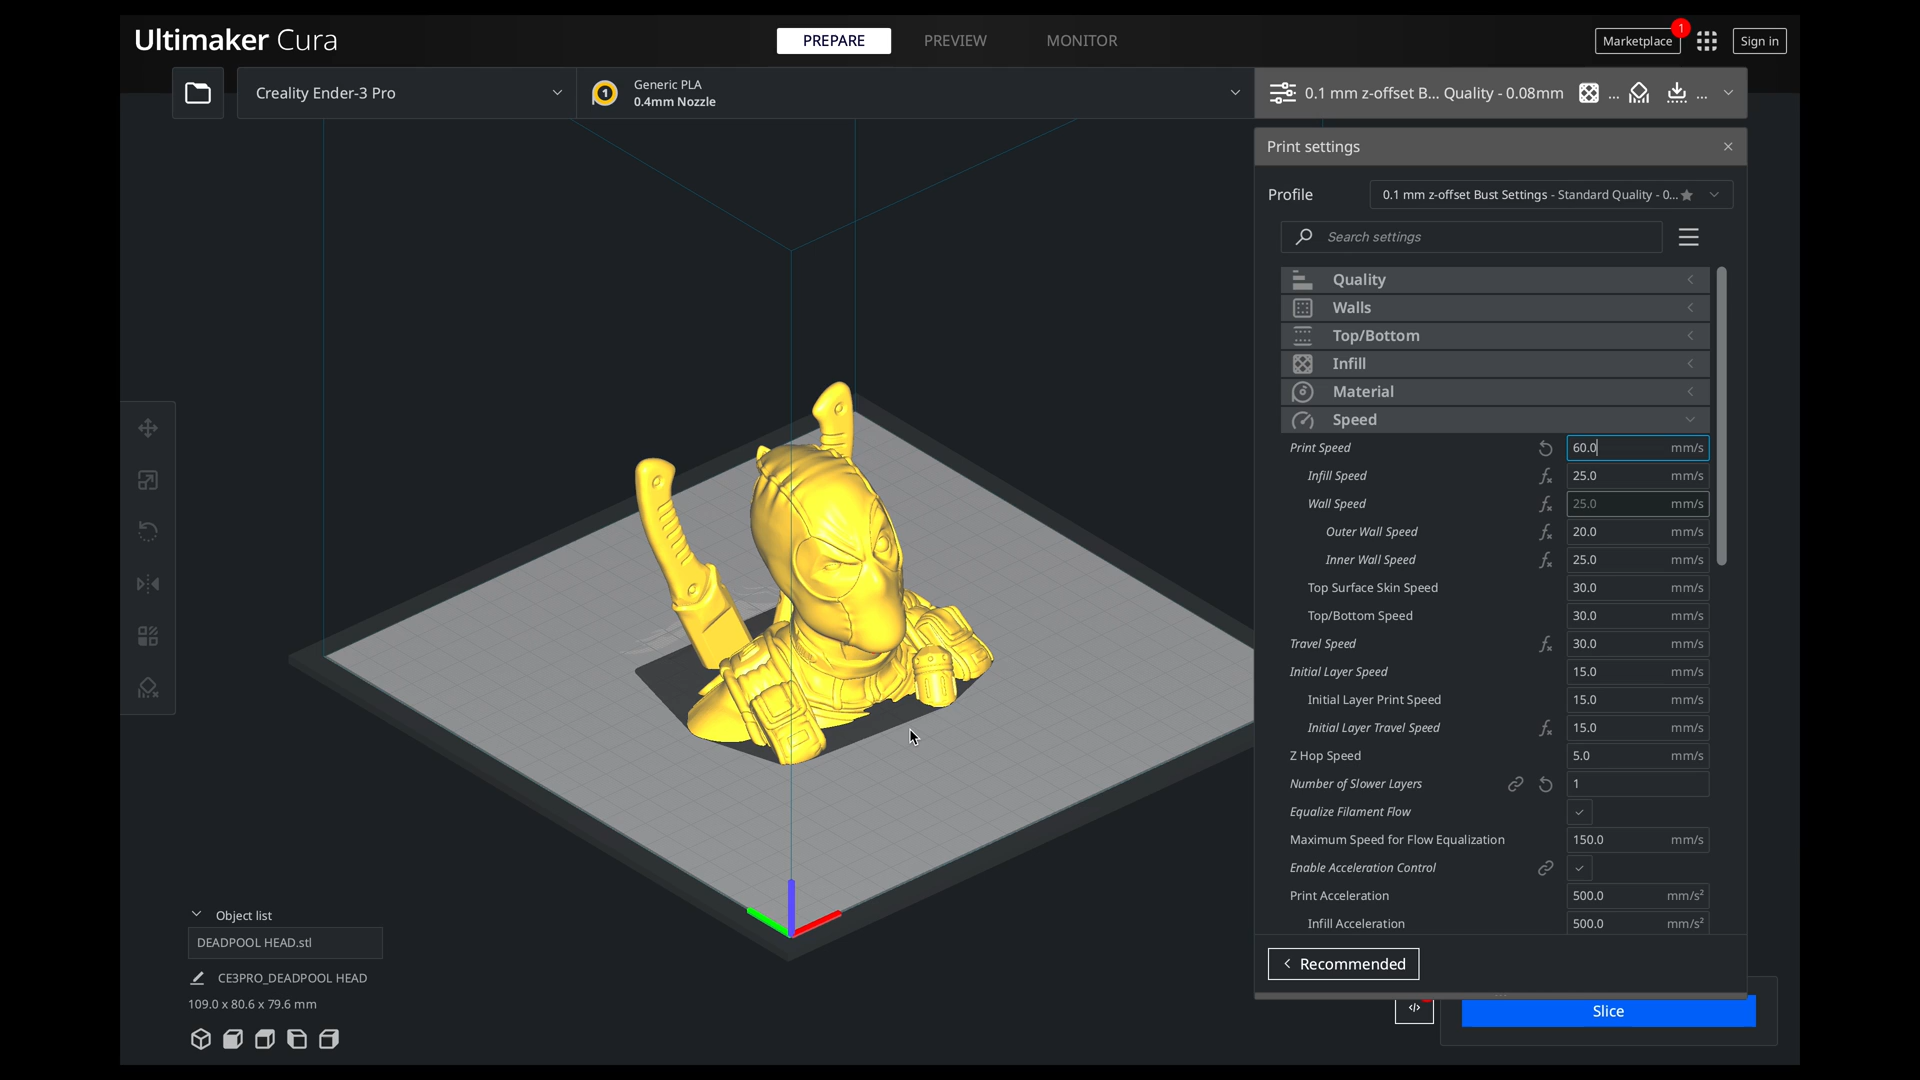 Ultimaker Cura
PREPARE
PREVIEW
MONITOR
Marketplace
1
Sign in
Creality Ender-3 Pro
1
Generic PLA
0.4mm Nozzle
0.1 mm z-offset B... Quality - 0.08mm
...
...
Print settings
Profile
0.1 mm z-offset Bust Settings - Standard Quality - 0...
Search settings
Quality
Walls
Top/Bottom
Infill
Material
Speed
Print Speed 60.0 mm/s
Infill Speed 25.0 mm/s
Wall Speed 25.0 mm/s
Outer Wall Speed 20.0 mm/s
Inner Wall Speed 25.0 mm/s
Top Surface Skin Speed 30.0 mm/s
Top/Bottom Speed 30.0 mm/s
Travel Speed 30.0 mm/s
Initial Layer Speed 15.0 mm/s
Initial Layer Print Speed 15.0 mm/s
Initial Layer Travel Speed 15.0 mm/s
Z Hop Speed 5.0 mm/s
Number of Slower Layers 1
Equalize Filament Flow
Maximum Speed for Flow Equalization 150.0 mm/s
Enable Acceleration Control
Print Acceleration 500.0 mm/s²
Infill Acceleration 500.0 mm/s²
Recommended
Slice
Object list
DEADPOOL HEAD.stl
CE3PRO_DEADPOOL HEAD
109.0 x 80.6 x 79.6 mm